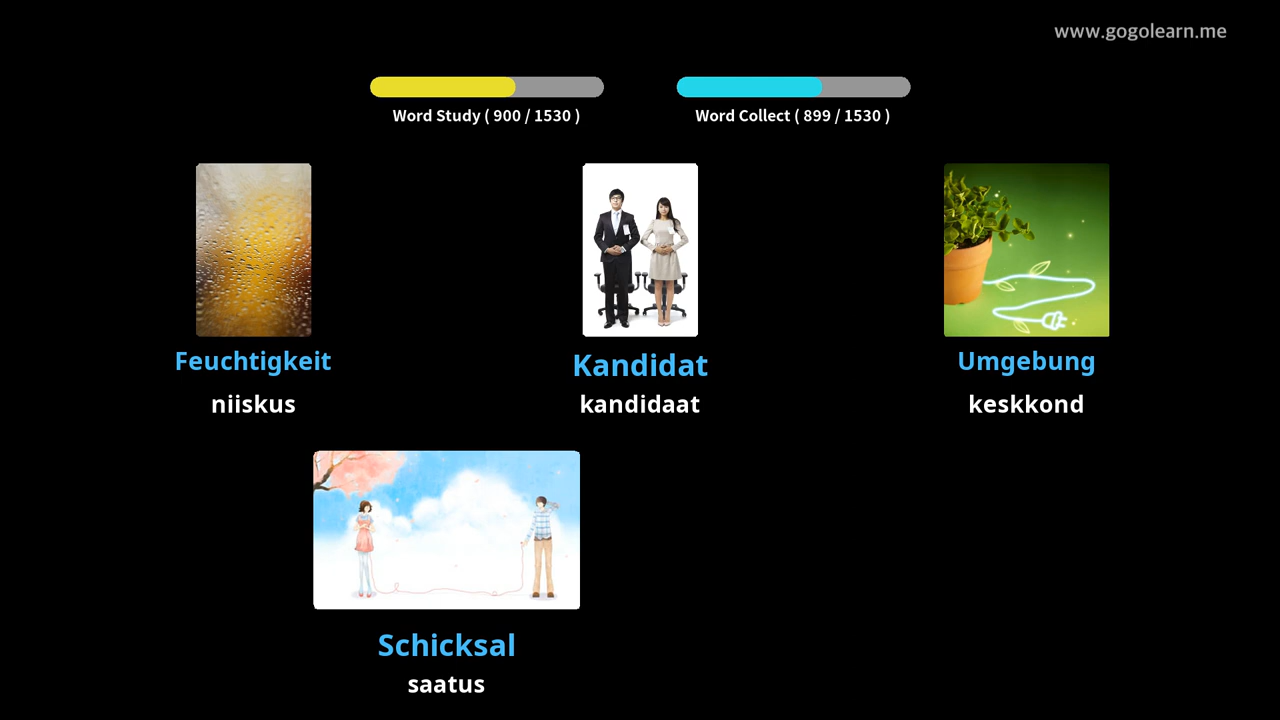 www.gogolearn.me
Word Study ( 900 / 1530 )
Word Collect ( 899 / 1530 )
Feuchtigkeit
niiskus
Kandidat
kandidaat
Umgebung
keskkond
Schicksal
saatus